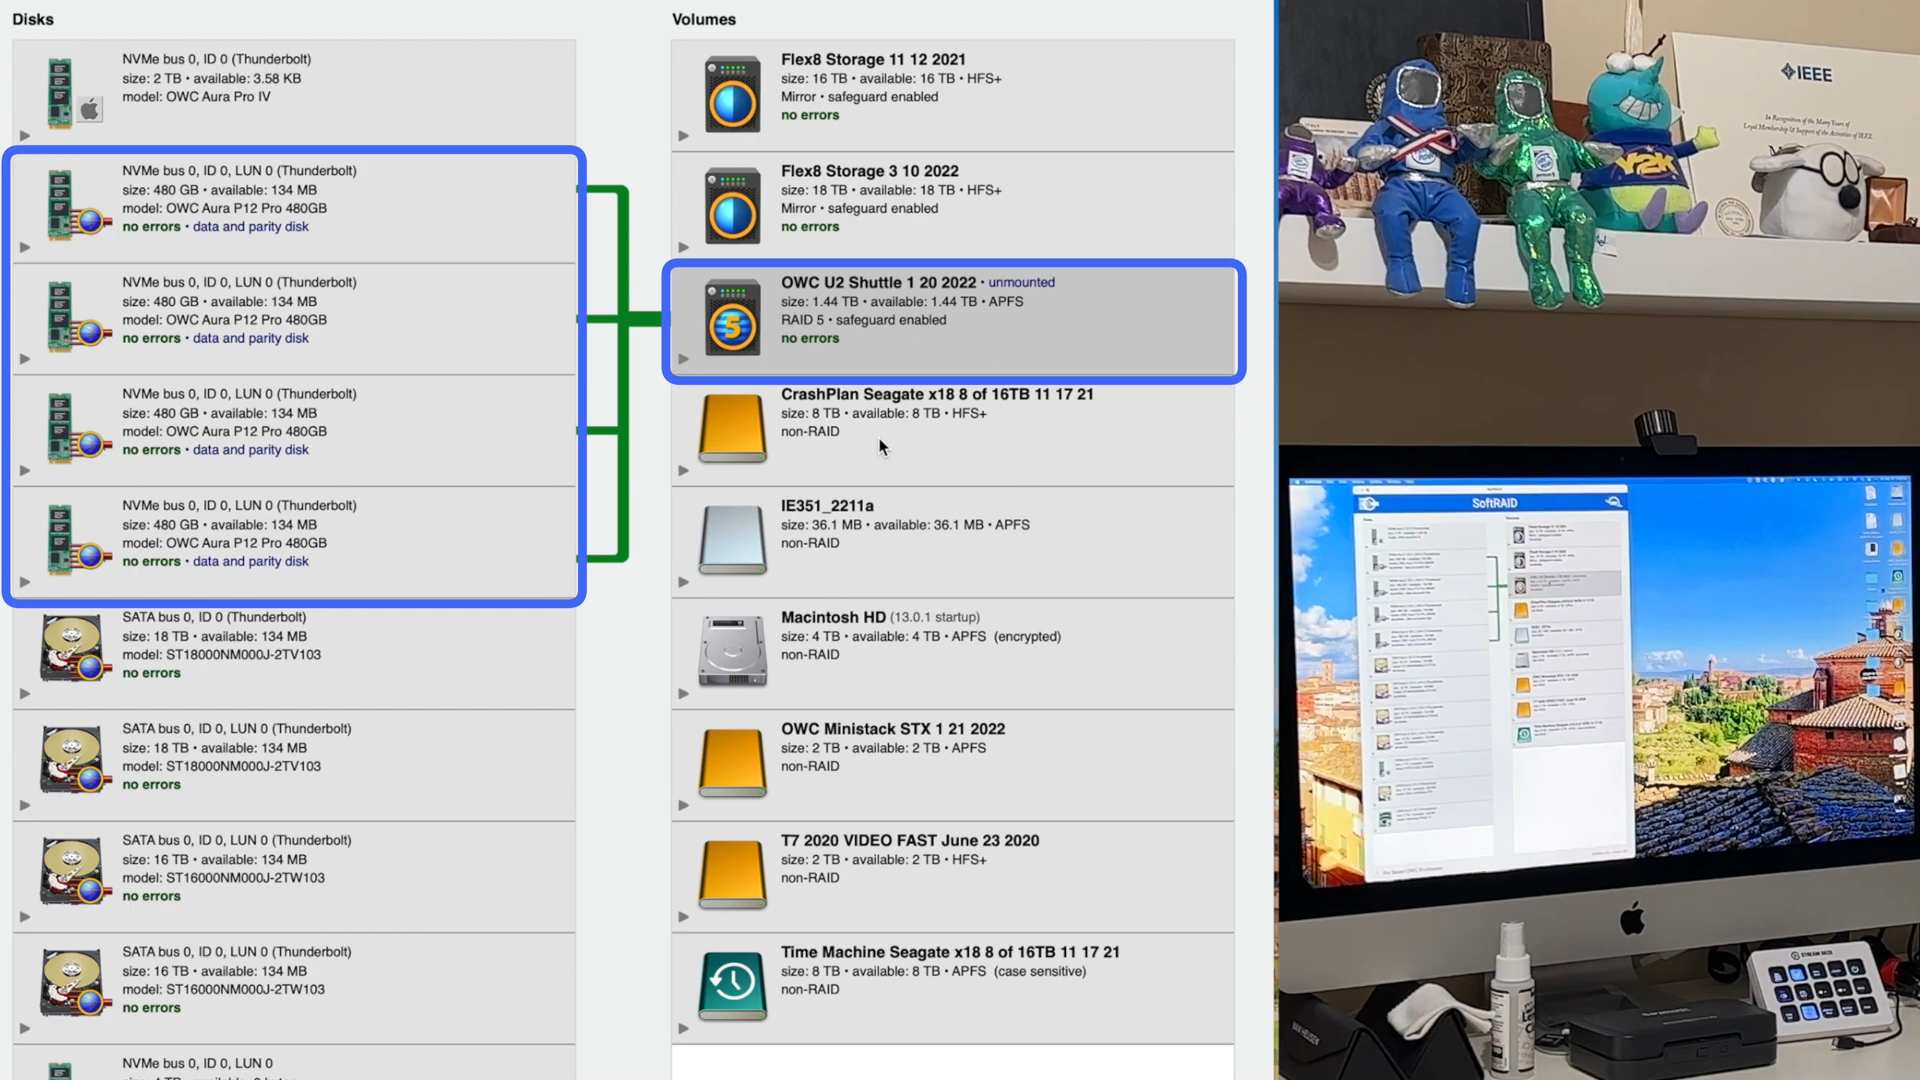 Disks
NVMe bus 0, ID 0 (Thunderbolt)
size: 2 TB • available: 3.58 KB
model: OWC Aura Pro IV
NVMe bus 0, ID 0, LUN 0 (Thunderbolt)
size: 480 GB • available: 134 MB
model: OWC Aura P12 Pro 480GB
no errors • data and parity disk
NVMe bus 0, ID 0, LUN 0 (Thunderbolt)
size: 480 GB • available: 134 MB
model: OWC Aura P12 Pro 480GB
no errors • data and parity disk
NVMe bus 0, ID 0, LUN 0 (Thunderbolt)
size: 480 GB • available: 134 MB
model: OWC Aura P12 Pro 480GB
no errors • data and parity disk
NVMe bus 0, ID 0, LUN 0 (Thunderbolt)
size: 480 GB • available: 134 MB
model: OWC Aura P12 Pro 480GB
no errors • data and parity disk
SATA bus 0, ID 0 (Thunderbolt)
size: 18 TB • available: 134 MB
model: ST18000NM000J-2TV103
no errors
SATA bus 0, ID 0, LUN 0 (Thunderbolt)
size: 18 TB • available: 134 MB
model: ST18000NM000J-2TV103
no errors
SATA bus 0, ID 0, LUN 0 (Thunderbolt)
size: 16 TB • available: 134 MB
model: ST16000NM000J-2TW103
no errors
SATA bus 0, ID 0, LUN 0 (Thunderbolt)
size: 16 TB • available: 134 MB
model: ST16000NM000J-2TW103
no errors
NVMe bus 0, ID 0, LUN 0
Volumes
Flex8 Storage 11 12 2021
size: 16 TB • available: 16 TB • HFS+
Mirror • safeguard enabled
no errors
Flex8 Storage 3 10 2022
size: 18 TB • available: 18 TB • HFS+
Mirror • safeguard enabled
no errors
OWC U2 Shuttle 1 20 2022 • unmounted
size: 1.44 TB • available: 1.44 TB • APFS
RAID 5 • safeguard enabled
no errors
5
CrashPlan Seagate x18 8 of 16TB 11 17 21
size: 8 TB • available: 8 TB • HFS+
non-RAID
IE351_2211a
size: 36.1 MB • available: 36.1 MB • APFS
non-RAID
Macintosh HD (13.0.1 startup)
size: 4 TB • available: 4 TB • APFS (encrypted)
non-RAID
OWC Ministack STX 1 21 2022
size: 2 TB • available: 2 TB • APFS
non-RAID
T7 2020 VIDEO FAST June 23 2020
size: 2 TB • available: 2 TB • HFS+
non-RAID
Time Machine Seagate x18 8 of 16TB 11 17 21
size: 8 TB • available: 8 TB • APFS (case sensitive)
non-RAID
IEEE
In Recognition of the Many Years of
Loyal Membership & Support of the Activities of IEEE
Y2K
SoftRAID
STREAM DECK